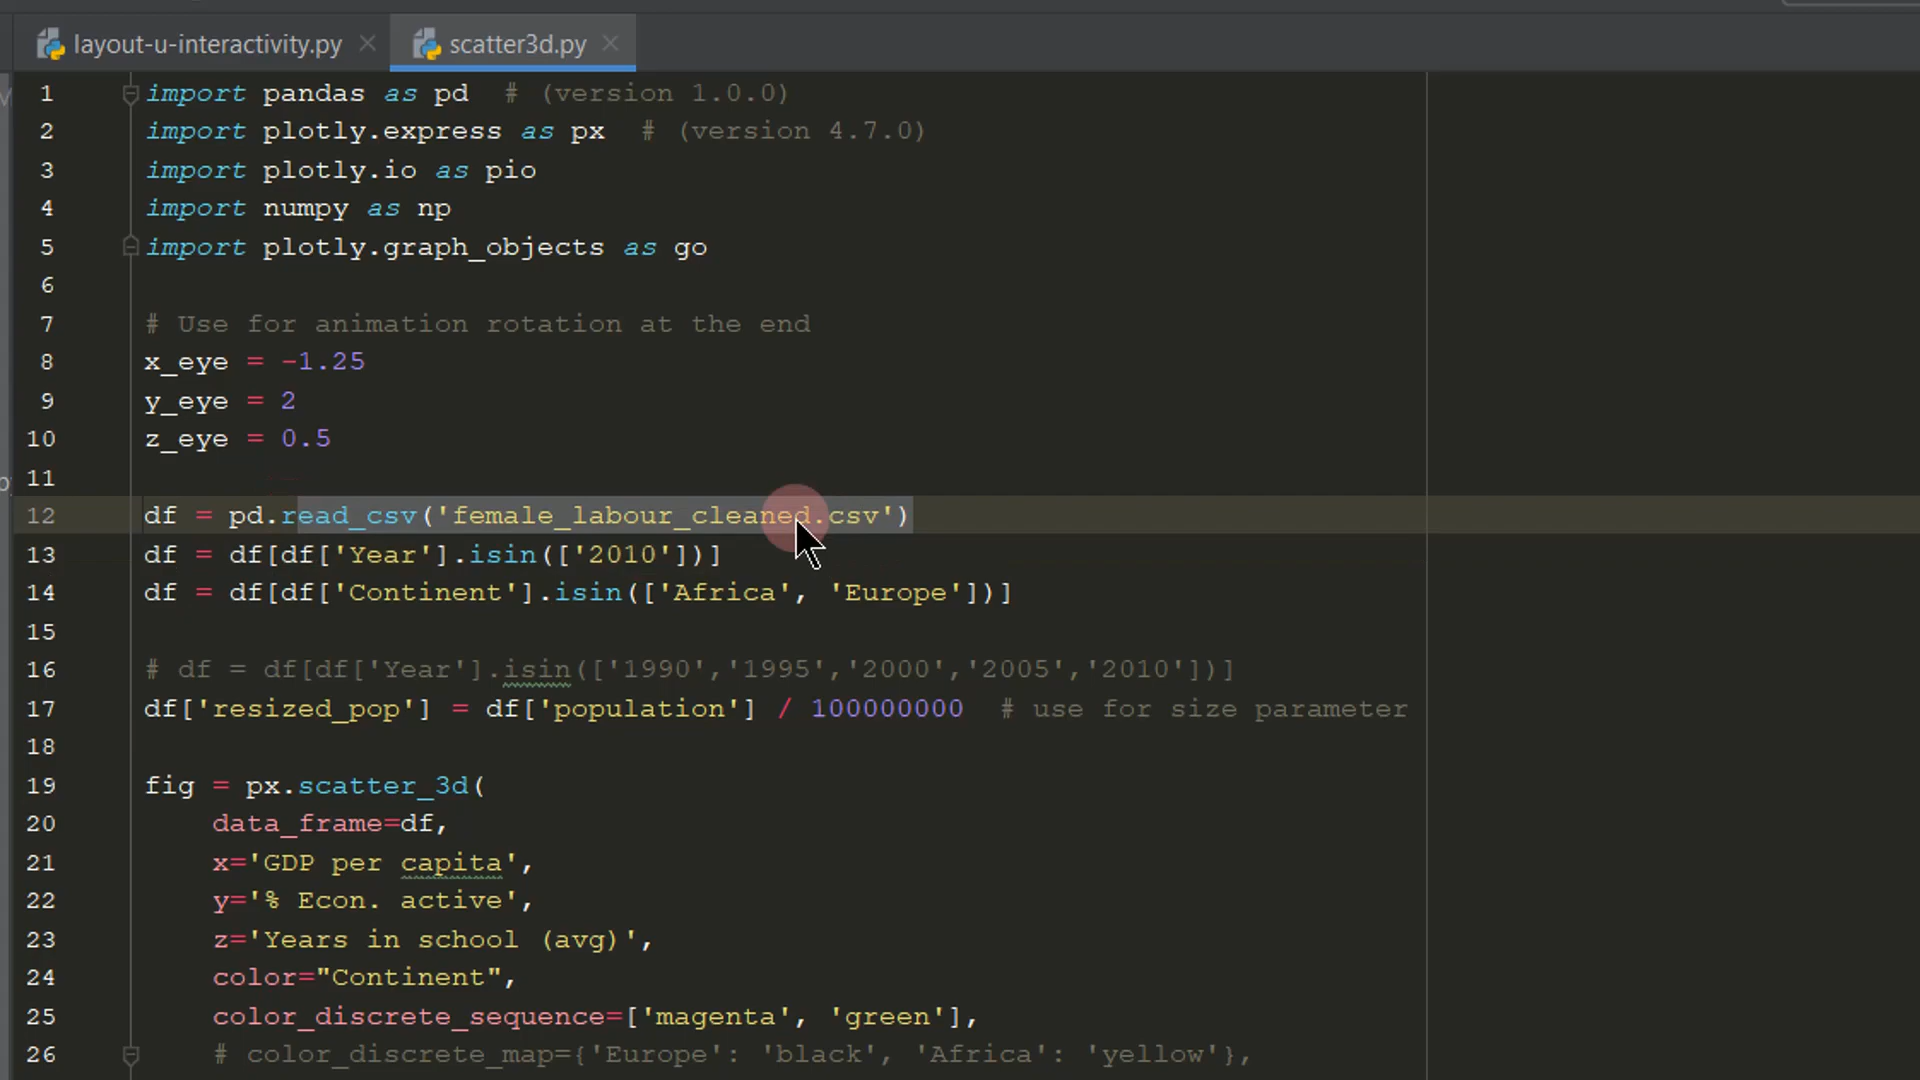 layout-u-interactivity.py
scatter3d.py
1 import pandas as pd  # (version 1.0.0)
2 import plotly.express as px  # (version 4.7.0)
3 import plotly.io as pio
4 import numpy as np
5 import plotly.graph_objects as go
6
7 # Use for animation rotation at the end
8 x_eye = -1.25
9 y_eye = 2
10 z_eye = 0.5
11
12 df = pd.read_csv('female_labour_cleaned.csv')
13 df = df[df['Year'].isin(['2010'])]
14 df = df[df['Continent'].isin(['Africa', 'Europe'])]
15
16 # df = df[df['Year'].isin(['1990','1995','2000','2005','2010'])]
17 df['resized_pop'] = df['population'] / 100000000  # use for size parameter
18
19 fig = px.scatter_3d(
20     data_frame=df,
21     x='GDP per capita',
22     y='% Econ. active',
23     z='Years in school (avg)',
24     color="Continent",
25     color_discrete_sequence=['magenta', 'green'],
26     # color_discrete_map={'Europe': 'black', 'Africa': 'yellow'},